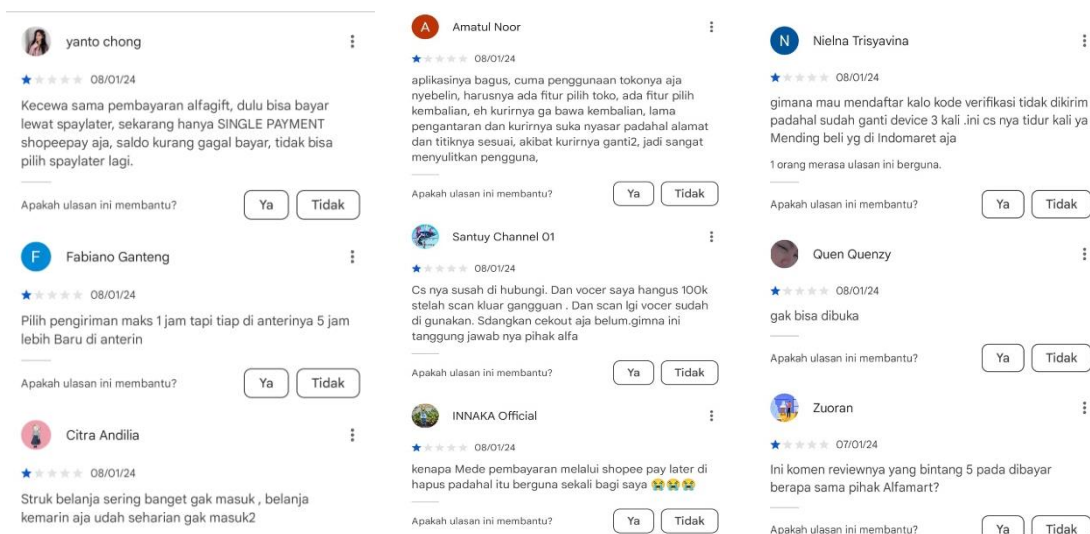 yanto chong
08/01/24
Kecewa sama pembayaran alfagift, dulu bisa bayar
lewat spaylater, sekarang hanya SINGLE PAYMENT
shopeepay aja, saldo kurang gagal bayar, tidak bisa
pilih spaylater lagi.
Apakah ulasan ini membantu?
Ya
Tidak
F
Fabiano Ganteng
08/01/24
Pilih pengiriman maks 1 jam tapi tiap di anterinya 5 jam
lebih Baru di anterin
Apakah ulasan ini membantu?
Ya
Tidak
Citra Andilia
08/01/24
Struk belanja sering banget gak masuk , belanja
kemarin aja udah seharian gak masuk2
A
Amatul Noor
08/01/24
aplikasinya bagus, cuma penggunaan tokonya aja
nyebelin, harusnya ada fitur pilih toko, ada fitur pilih
kembalian, eh kurirnya ga bawa kembalian, lama
pengantaran dan kurirnya suka nyasar padahal alamat
dan titiknya sesuai, akibat kurirnya ganti2, jadi sangat
menyulitkan pengguna,
Apakah ulasan ini membantu?
Ya
Tidak
Santuy Channel 01
08/01/24
Cs nya susah di hubungi. Dan vocer saya hangus 100k
stelah scan kluar gangguan . Dan scan lgi vocer sudah
di gunakan. Sdangkan cekout aja belum.gimna ini
tanggung jawab nya pihak alfa
Apakah ulasan ini membantu?
Ya
Tidak
INNAKA Official
08/01/24
kenapa Mede pembayaran melalui shopee pay later di
hapus padahal itu berguna sekali bagi saya 😭😭😭
Apakah ulasan ini membantu?
Ya
Tidak
N
Nielna Trisyavina
08/01/24
gimana mau mendaftar kalo kode verifikasi tidak dikirim
padahal sudah ganti device 3 kali .ini cs nya tidur kali ya
Mending beli yg di Indomaret aja
1 orang merasa ulasan ini berguna.
Apakah ulasan ini membantu?
Ya
Tidak
Quen Quenzy
08/01/24
gak bisa dibuka
Apakah ulasan ini membantu?
Ya
Tidak
Zuoran
07/01/24
Ini komen reviewnya yang bintang 5 pada dibayar
berapa sama pihak Alfamart?
Apakah ulasan ini membantu?
Ya
Tidak